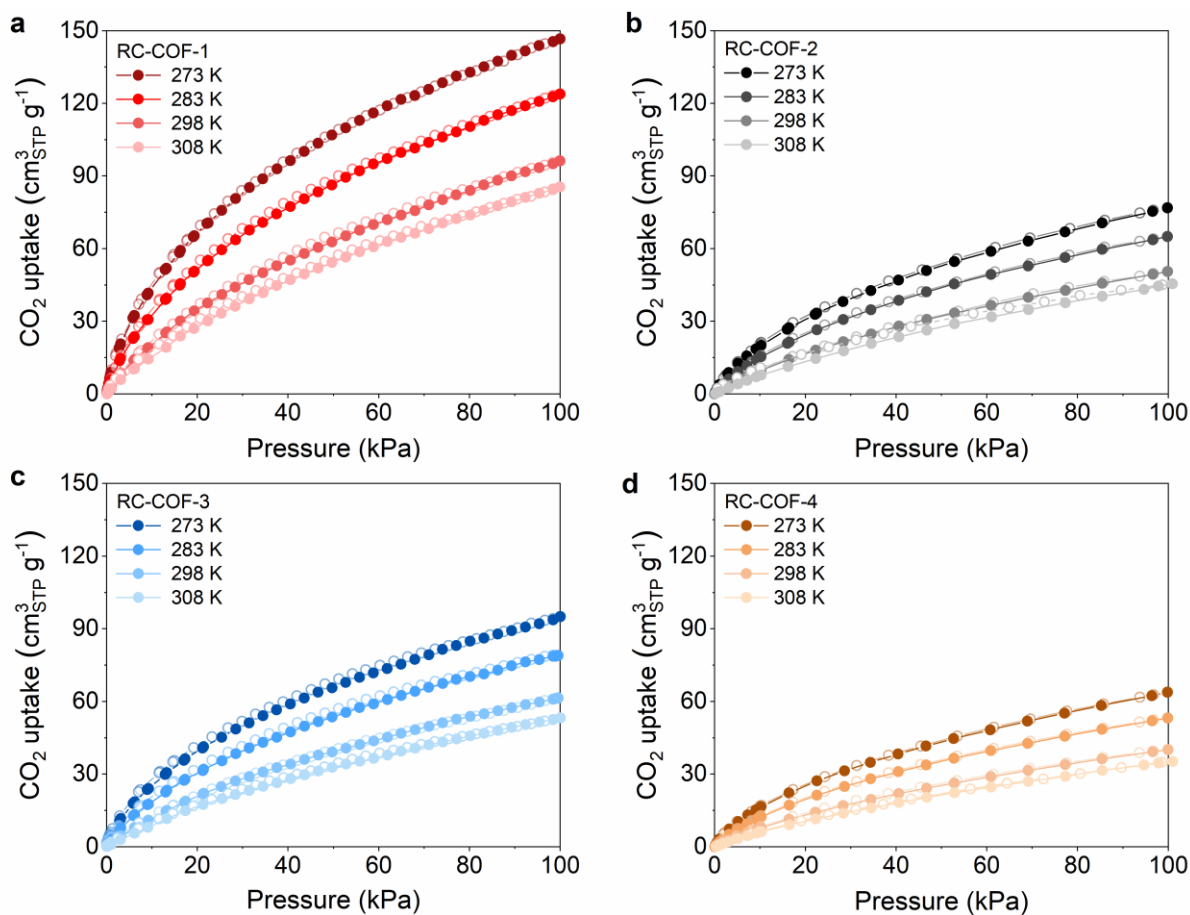 a
150
120
90
60
30
0
CO₂ uptake (cm³STP g⁻¹)
RC-COF-1
273 K
283 K
298 K
308 K
0 20 40 60 80 100
Pressure (kPa)
b
150
120
90
60
30
0
CO₂ uptake (cm³STP g⁻¹)
RC-COF-2
273 K
283 K
298 K
308 K
0 20 40 60 80 100
Pressure (kPa)
c
150
120
90
60
30
0
CO₂ uptake (cm³STP g⁻¹)
RC-COF-3
273 K
283 K
298 K
308 K
0 20 40 60 80 100
Pressure (kPa)
d
150
120
90
60
30
0
CO₂ uptake (cm³STP g⁻¹)
RC-COF-4
273 K
283 K
298 K
308 K
0 20 40 60 80 100
Pressure (kPa)